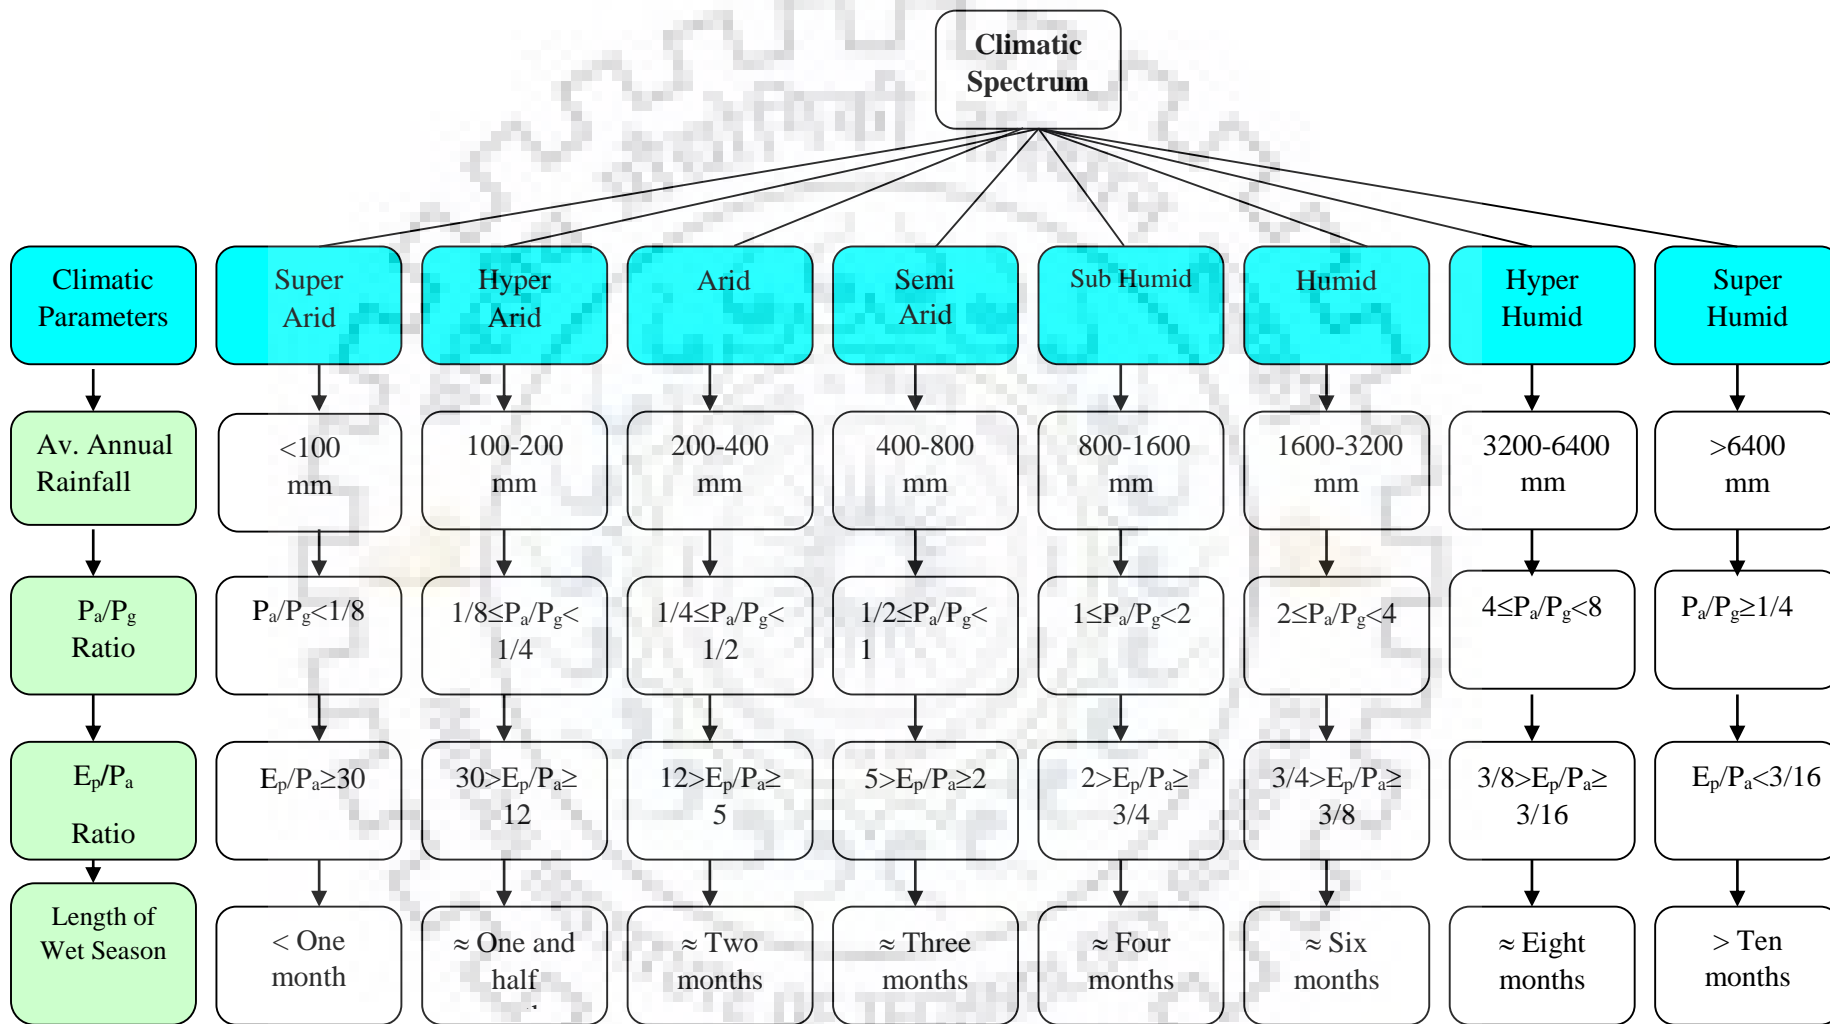 Climatic
Spectrum
Climatic
Parameters
Super
Arid
Hyper
Arid
Arid
Semi
Arid
Sub Humid
Humid
Hyper
Humid
Super
Humid
Av. Annual
Rainfall
<100
mm
100-200
mm
200-400
mm
400-800
mm
800-1600
mm
1600-3200
mm
3200-6400
mm
>6400
mm
Pa/Pg
Ratio
Pa/Pg<1/8
1/8≤Pa/Pg<
1/4
1/4≤Pa/Pg<
1/2
1/2≤Pa/Pg<
1
1≤Pa/Pg<2
2≤Pa/Pg<4
4≤Pa/Pg<8
Pa/Pg≥1/4
Ep/Pa
Ratio
Ep/Pa≥30
30>Ep/Pa≥
12
12>Ep/Pa≥
5
5>Ep/Pa≥2
2>Ep/Pa≥
3/4
3/4>Ep/Pa≥
3/8
3/8>Ep/Pa≥
3/16
Ep/Pa<3/16
Length of
Wet Season
< One
month
≈ One and
half
≈ Two
months
≈ Three
months
≈ Four
months
≈ Six
months
≈ Eight
months
> Ten
months